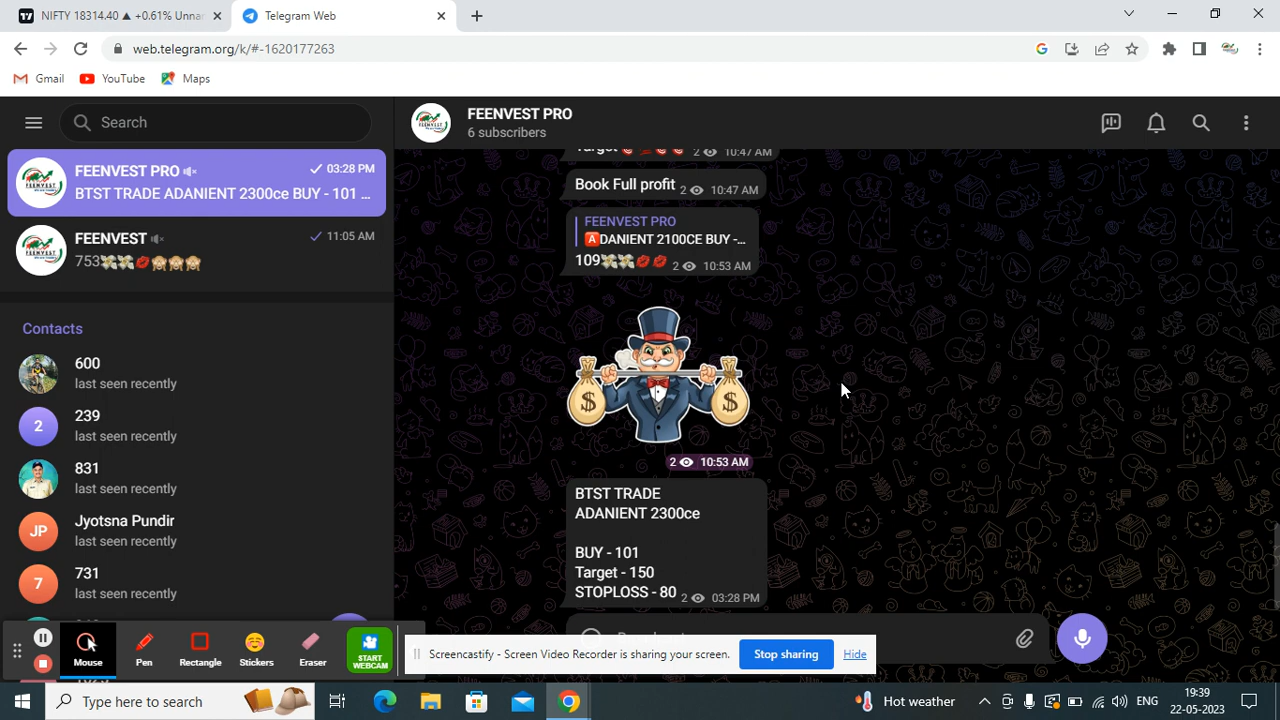 NIFTY 18314.40 ▲ +0.61% Unnar
Telegram Web
web.telegram.org/k/#-1620177263
Gmail
YouTube
Maps
Search
FEENVEST PRO
03:28 PM
BTST TRADE ADANIENT 2300ce BUY - 101 ...
FEENVEST
11:05 AM
753💸💸💋🙈🙈🙈
Contacts
600
last seen recently
2
239
last seen recently
831
last seen recently
JP
Jyotsna Pundir
last seen recently
7
731
last seen recently
FEENVEST PRO
6 subscribers
2 10:47 AM
Book Full profit 2 10:47 AM
FEENVEST PRO
🅰DANIENT 2100CE BUY -...
109💸💸💋💋 2 10:53 AM
$ $
2 10:53 AM
BTST TRADE
ADANIENT 2300ce
BUY - 101
Target - 150
STOPLOSS - 80 2 03:28 PM
Mouse
Pen
Rectangle
Stickers
Eraser
START
WEBCAM
Screencastify - Screen Video Recorder is sharing your screen.
Stop sharing
Hide
Type here to search
Hot weather
ENG
19:39
22-05-2023